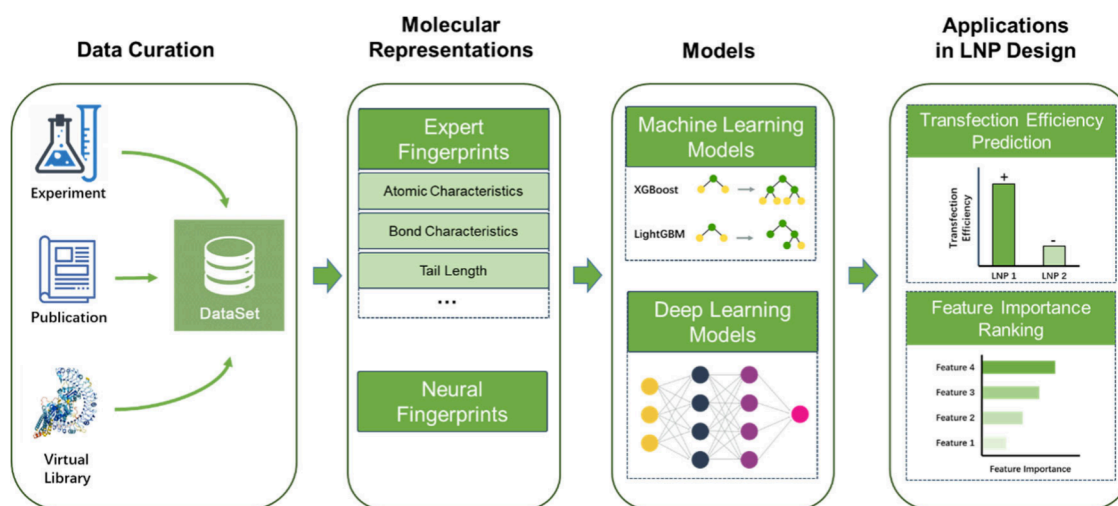 Data Curation
Experiment
Publication
Virtual
Library
DataSet
Molecular
Representations
Expert
Fingerprints
Atomic Characteristics
Bond Characteristics
Tail Length
...
Neural
Fingerprints
Models
Machine Learning
Models
XGBoost
LightGBM
Deep Learning
Models
Applications
in LNP Design
Transfection Efficiency
Prediction
Transfection
Efficiency
+
-
LNP 1 LNP 2
Feature Importance
Ranking
Feature 4
Feature 3
Feature 2
Feature 1
Feature Importance